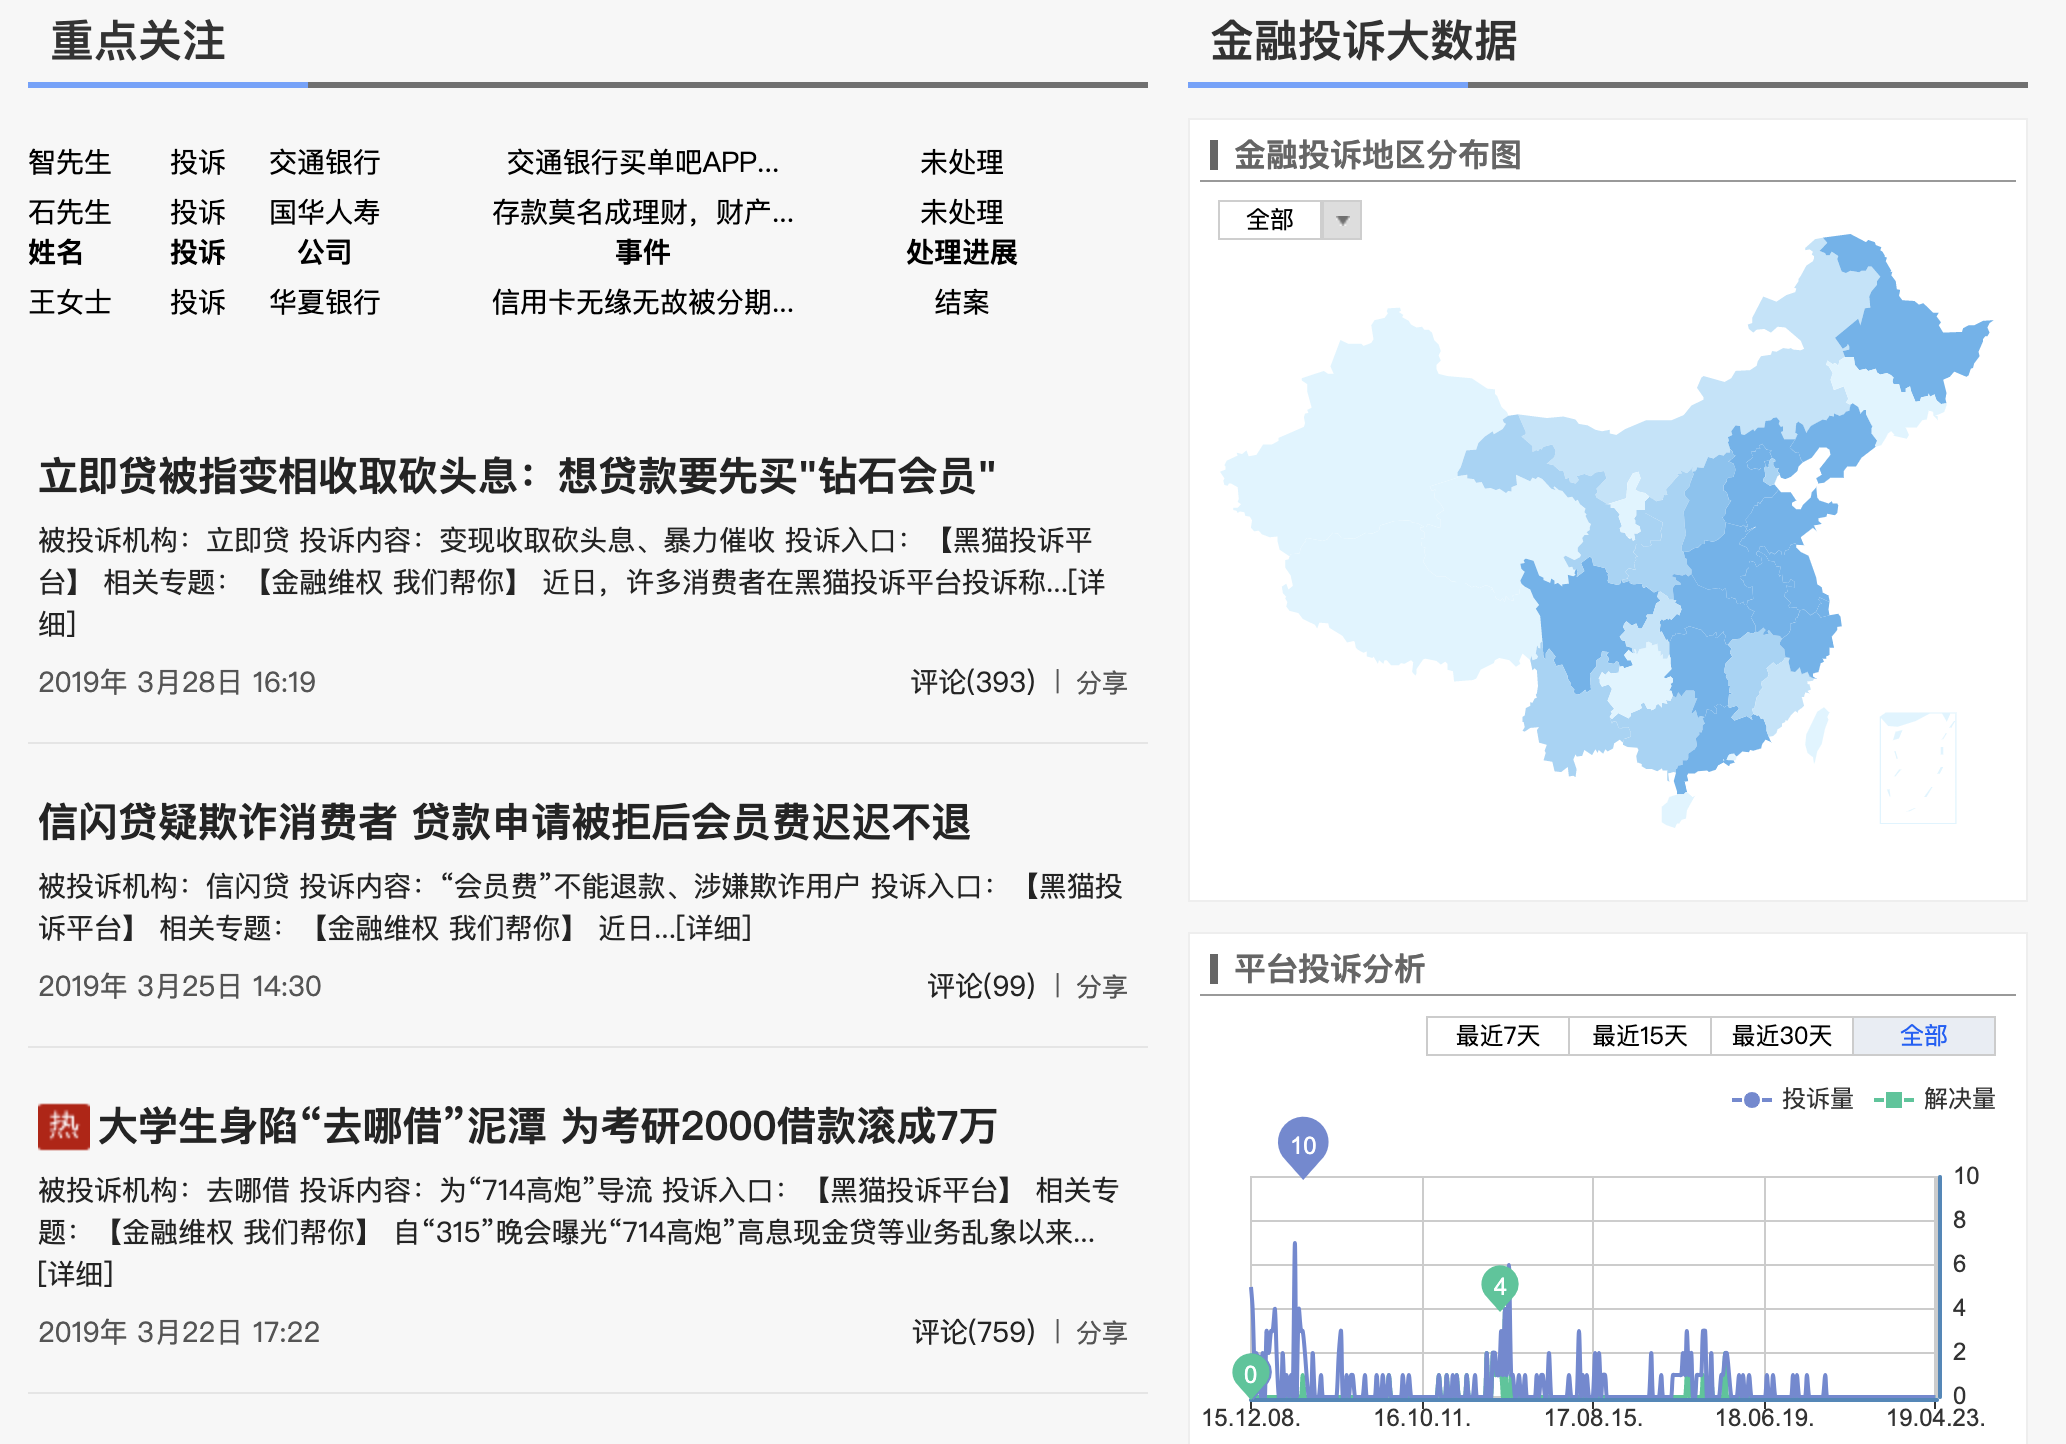 重点关注
智先生 投诉 交通银行 交通银行买单吧APP... 未处理
石先生 投诉 国华人寿 存款莫名成理财，财产... 未处理
姓名 投诉 公司 事件 处理进展
王女士 投诉 华夏银行 信用卡无缘无故被分期... 结案
立即贷被指变相收取砍头息：想贷款要先买"钻石会员"
被投诉机构：立即贷 投诉内容：变现收取砍头息、暴力催收 投诉入口：【黑猫投诉平
台】 相关专题：【金融维权 我们帮你】 近日，许多消费者在黑猫投诉平台投诉称...[详
细]
2019年 3月28日 16:19 评论(393) | 分享
信闪贷疑欺诈消费者 贷款申请被拒后会员费迟迟不退
被投诉机构：信闪贷 投诉内容：“会员费”不能退款、涉嫌欺诈用户 投诉入口：【黑猫投
诉平台】 相关专题：【金融维权 我们帮你】 近日...[详细]
2019年 3月25日 14:30 评论(99) | 分享
热 大学生身陷“去哪借”泥潭 为考研2000借款滚成7万
被投诉机构：去哪借 投诉内容：为“714高炮”导流 投诉入口：【黑猫投诉平台】 相关专
题：【金融维权 我们帮你】 自“315”晚会曝光“714高炮”高息现金贷等业务乱象以来...
[详细]
2019年 3月22日 17:22 评论(759) | 分享
金融投诉大数据
金融投诉地区分布图
全部
平台投诉分析
最近7天 最近15天 最近30天 全部
投诉量 解决量
10
4
0
10
8
6
4
2
0
15.12.08. 16.10.11. 17.08.15. 18.06.19. 19.04.23.